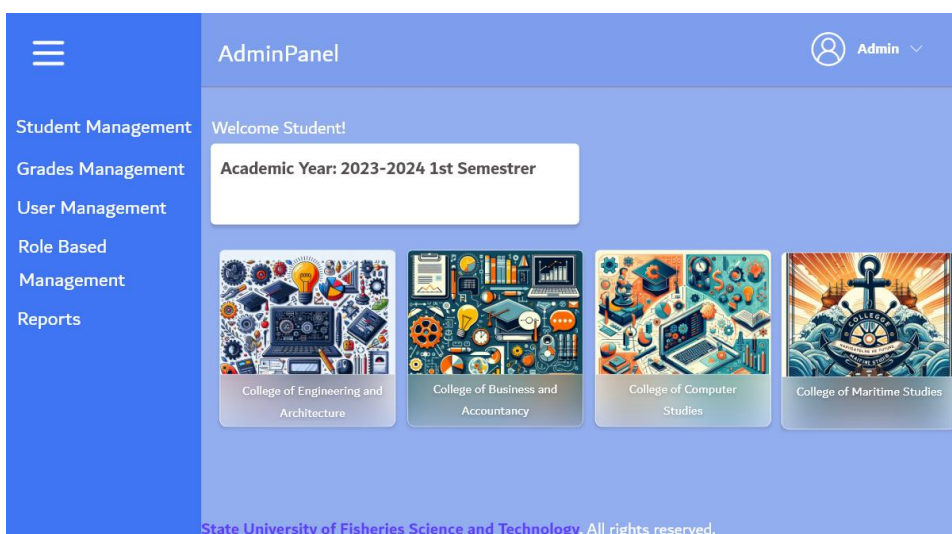 AdminPanel
Admin
Student Management
Grades Management
User Management
Role Based
Management
Reports
Welcome Student!
Academic Year: 2023-2024 1st Semestrer
College of Engineering and
Architecture
College of Business and
Accountancy
College of Computer
Studies
COLLEGGE
College of Maritime Studies
State University of Fisheries Science and Technology. All rights reserved.